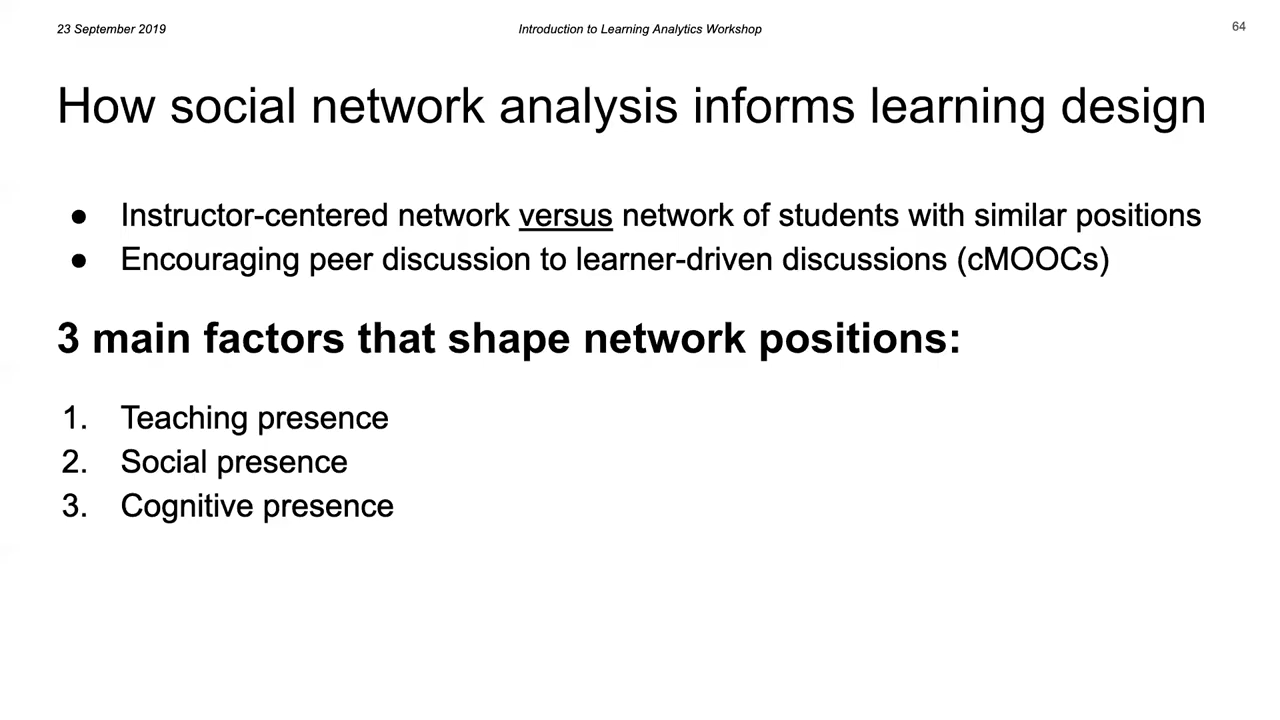 23 September 2019
Introduction to Learning Analytics Workshop
64
How social network analysis informs learning design
● Instructor-centered network versus network of students with similar positions
● Encouraging peer discussion to learner-driven discussions (cMOOCs)
3 main factors that shape network positions:
1. Teaching presence
2. Social presence
3. Cognitive presence